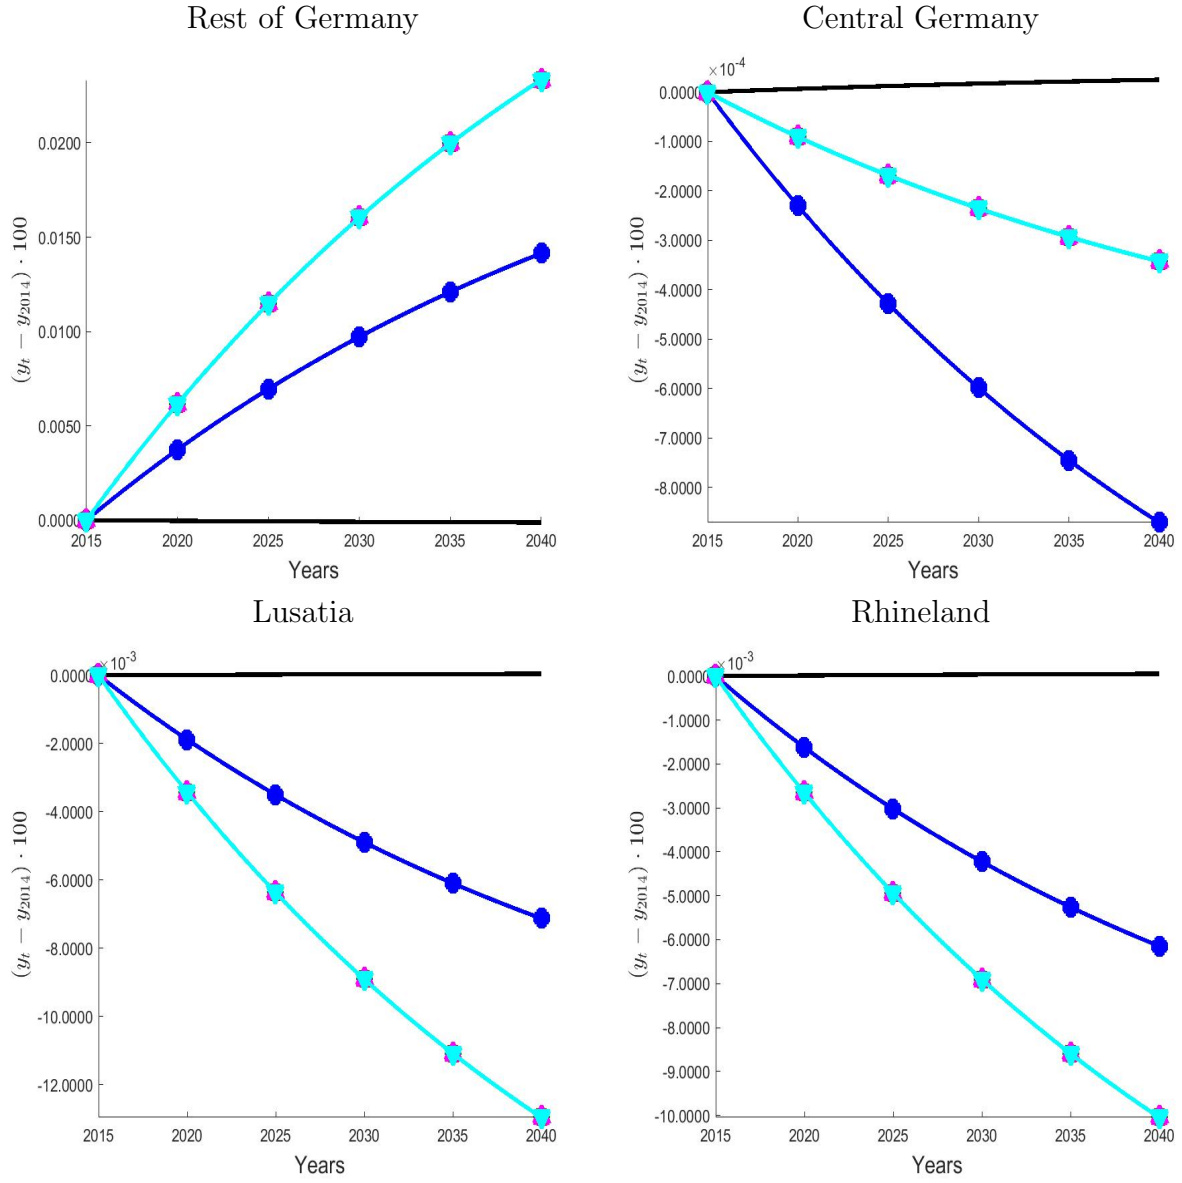 Rest of Germany
(y_t − y_2014) · 100
0.0200
0.0150
0.0100
0.0050
0.0000
2015 2020 2025 2030 2035 2040
Years
Central Germany
×10^-4
(y_t − y_2014) · 100
0.0000
-1.0000
-2.0000
-3.0000
-4.0000
-5.0000
-6.0000
-7.0000
-8.0000
2015 2020 2025 2030 2035 2040
Years
Lusatia
×10^-3
(y_t − y_2014) · 100
0.0000
-2.0000
-4.0000
-6.0000
-8.0000
-10.0000
-12.0000
2015 2020 2025 2030 2035 2040
Years
Rhineland
×10^-3
(y_t − y_2014) · 100
0.0000
-1.0000
-2.0000
-3.0000
-4.0000
-5.0000
-6.0000
-7.0000
-8.0000
-9.0000
-10.0000
2015 2020 2025 2030 2035 2040
Years